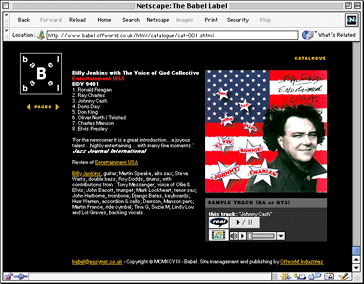 Netscape: The Babel Label
Back Forward Reload Home Search Netscape Images Print Security Stop
Location: http://www.babel.offworld.co.uk/html/catalogue/cat-001.shtml What's Related
CATALOGUE
b l B b l
PAGES
Billy Jenkins with The Voice of God Collective
Entertainment USA
BDV 9401
1. Ronald Reagan
2. Ray Charles
3. Johnny Cash
4. Doris Day
5. Don King
6. Oliver North I Twisted
7. Charles Manson
8. Elvis Presley
"For the newcomer it is a great introduction...a joyous
talent...highly entertaining... with many fine moments."
Jazz Journal International
Review of Entertainment USA
Billy Jenkins, guitar; Martin Speake, alto sax; Steve
Watts, double bass; Roy Dodds, drums; with
contributions from Tony Messenger, voice of Ollie &
Elvis; John Eacott, trumpet; Mark Lockheart, tenor sax;
John Harborne, trombone; Django Bates, keyboards;
Huw Warren, accordion & cello; Dawson, Manzon perc;
Martin France, ride cymbal; Tina G, Suzie M, Lindy Lou
and Lol Graves, backing vocals.
SAMPLE TRACK (RA or QT3)
this track: "Johnny Cash"
real
babel@easynet.co.uk - Copyright © MCMXCVIII - Babel. Site management and publishing by Offworld Industries